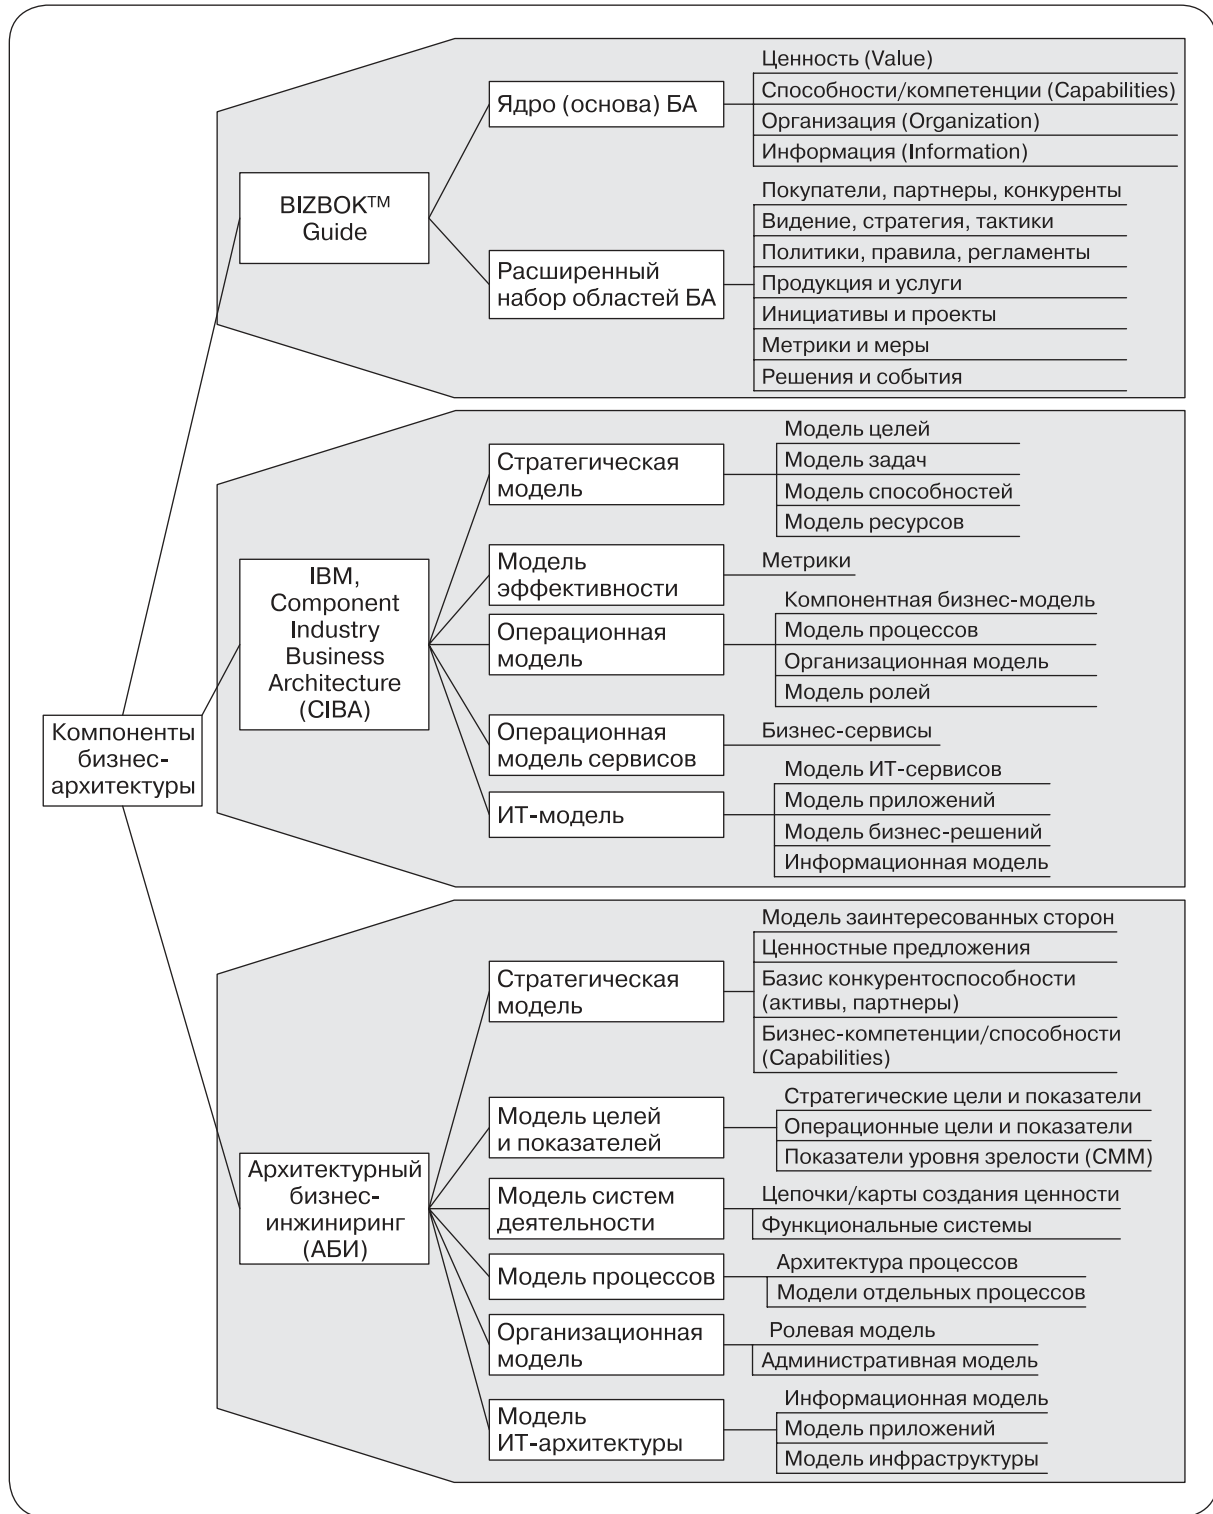 Компоненты
бизнес-
архитектуры
BIZBOK™
Guide
Ядро (основа) БА
Ценность (Value)
Способности/компетенции (Capabilities)
Организация (Organization)
Информация (Information)
Расширенный
набор областей БА
Покупатели, партнеры, конкуренты
Видение, стратегия, тактики
Политики, правила, регламенты
Продукция и услуги
Инициативы и проекты
Метрики и меры
Решения и события
IBM,
Component
Industry
Business
Architecture
(CIBA)
Стратегическая
модель
Модель целей
Модель задач
Модель способностей
Модель ресурсов
Модель
эффективности
Метрики
Операционная
модель
Компонентная бизнес-модель
Модель процессов
Организационная модель
Модель ролей
Операционная
модель сервисов
Бизнес-сервисы
ИТ-модель
Модель ИТ-сервисов
Модель приложений
Модель бизнес-решений
Информационная модель
Архитектурный
бизнес-
инжиниринг
(АБИ)
Стратегическая
модель
Модель заинтересованных сторон
Ценностные предложения
Базис конкурентоспособности
(активы, партнеры)
Бизнес-компетенции/способности
(Capabilities)
Модель целей
и показателей
Стратегические цели и показатели
Операционные цели и показатели
Показатели уровня зрелости (СММ)
Модель систем
деятельности
Цепочки/карты создания ценности
Функциональные системы
Модель процессов
Архитектура процессов
Модели отдельных процессов
Организационная
модель
Ролевая модель
Административная модель
Модель
ИТ-архитектуры
Информационная модель
Модель приложений
Модель инфраструктуры